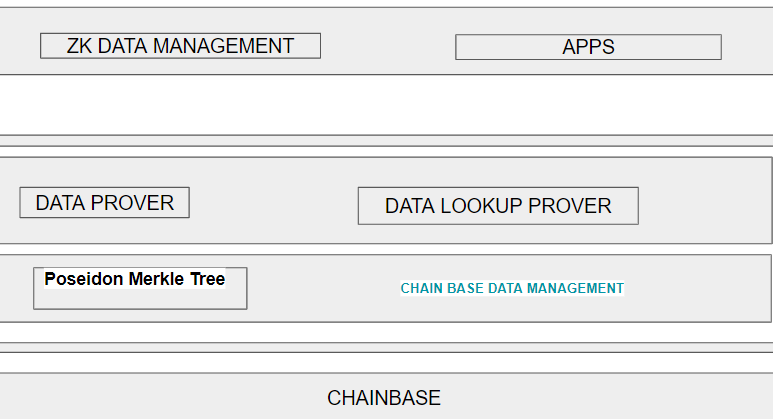 ZK DATA MANAGEMENT
APPS
DATA PROVER
DATA LOOKUP PROVER
Poseidon Merkle Tree
CHAIN BASE DATA MANAGEMENT
CHAINBASE